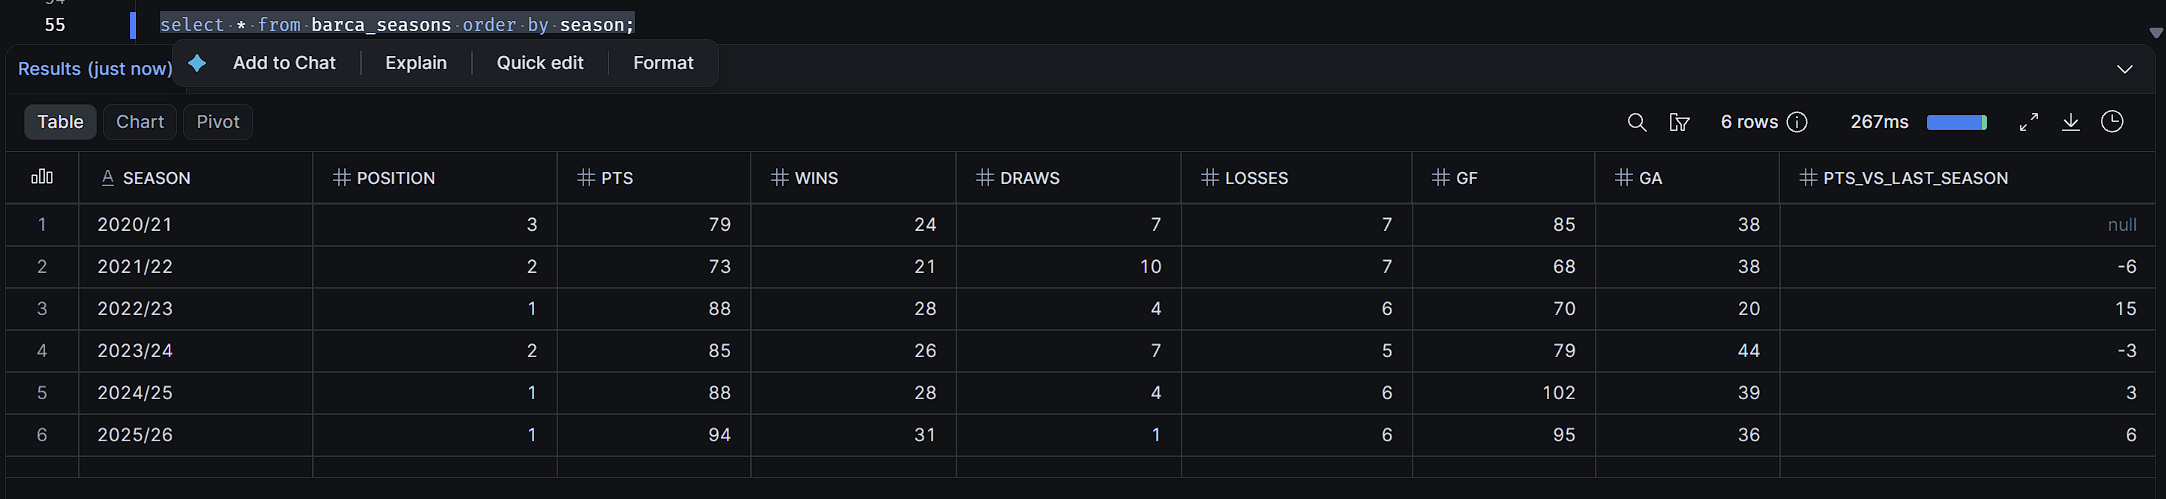 54
55 select * from barca_seasons order by season;
Results (just now) Add to Chat Explain Quick edit Format
Table Chart Pivot 6 rows 267ms
A SEASON # POSITION # PTS # WINS # DRAWS # LOSSES # GF # GA # PTS_VS_LAST_SEASON
1 2020/21 3 79 24 7 7 85 38 null
2 2021/22 2 73 21 10 7 68 38 -6
3 2022/23 1 88 28 4 6 70 20 15
4 2023/24 2 85 26 7 5 79 44 -3
5 2024/25 1 88 28 4 6 102 39 3
6 2025/26 1 94 31 1 6 95 36 6